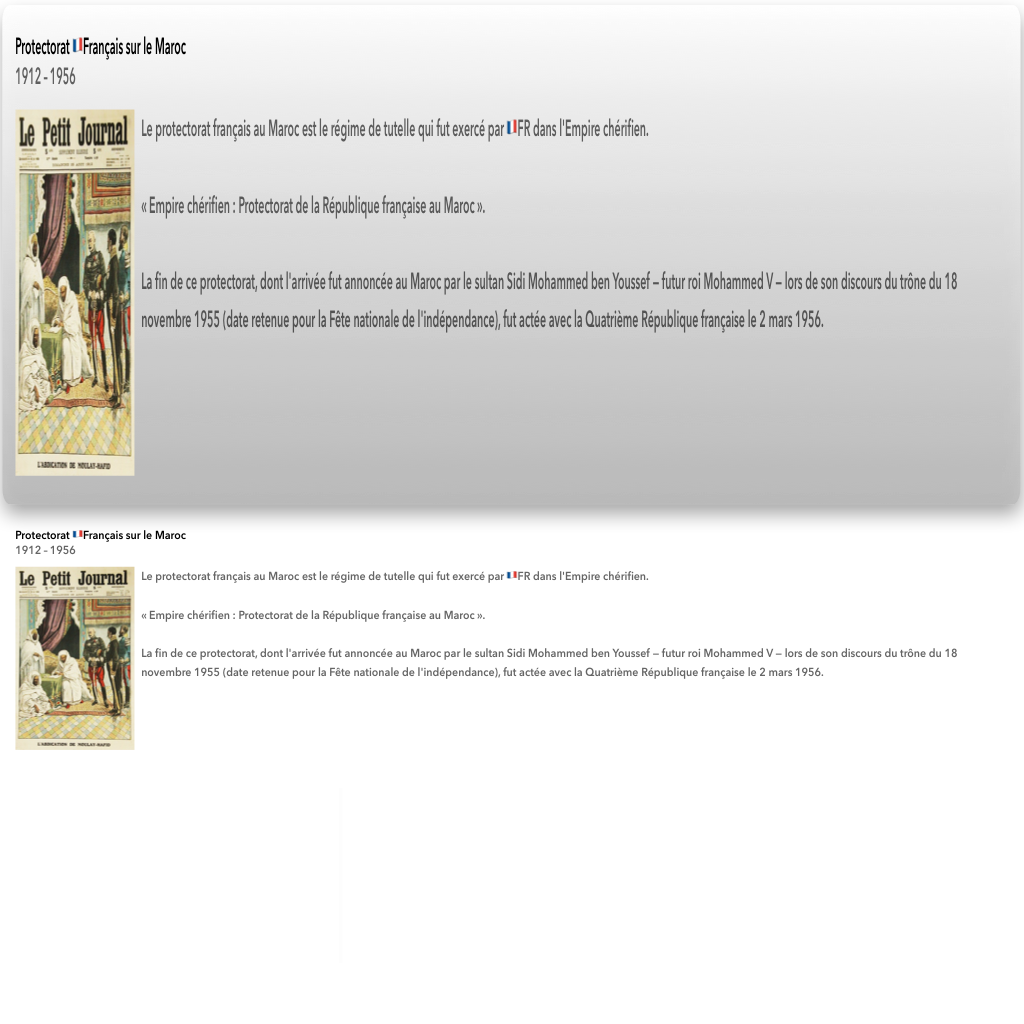 Protectorat 🇫🇷Français sur le Maroc
1912 - 1956
Le Petit Journal
Le protectorat français au Maroc est le régime de tutelle qui fut exercé par 🇫🇷FR dans l'Empire chérifien.
« Empire chérifien : Protectorat de la République française au Maroc ».
La fin de ce protectorat, dont l'arrivée fut annoncée au Maroc par le sultan Sidi Mohammed ben Youssef – futur roi Mohammed V – lors de son discours du trône du 18
novembre 1955 (date retenue pour la Fête nationale de l'indépendance), fut actée avec la Quatrième République française le 2 mars 1956.
L'ABDICATION DE MOULAY-HAFID
Protectorat 🇫🇷Français sur le Maroc
1912 - 1956
Le Petit Journal
Le protectorat français au Maroc est le régime de tutelle qui fut exercé par 🇫🇷FR dans l'Empire chérifien.
« Empire chérifien : Protectorat de la République française au Maroc ».
La fin de ce protectorat, dont l'arrivée fut annoncée au Maroc par le sultan Sidi Mohammed ben Youssef – futur roi Mohammed V – lors de son discours du trône du 18
novembre 1955 (date retenue pour la Fête nationale de l'indépendance), fut actée avec la Quatrième République française le 2 mars 1956.
L'ABDICATION DE MOULAY-HAFID